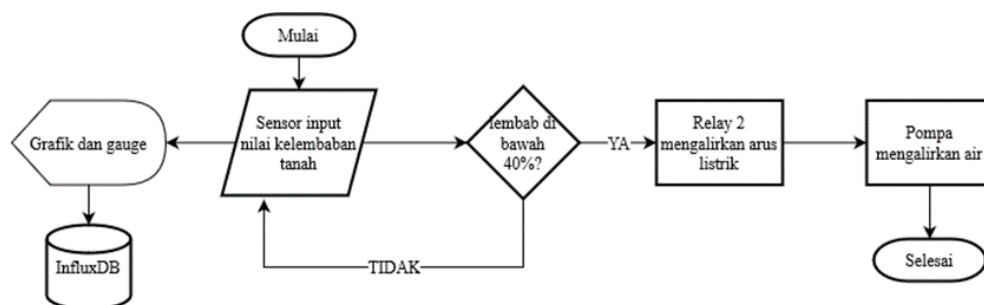 Mulai
Grafik dan gauge
Sensor input
nilai kelembaban
tanah
lembab di
bawah
40%?
YA
Relay 2
mengalirkan arus
listrik
Pompa
mengalirkan air
InfluxDB
TIDAK
Selesai